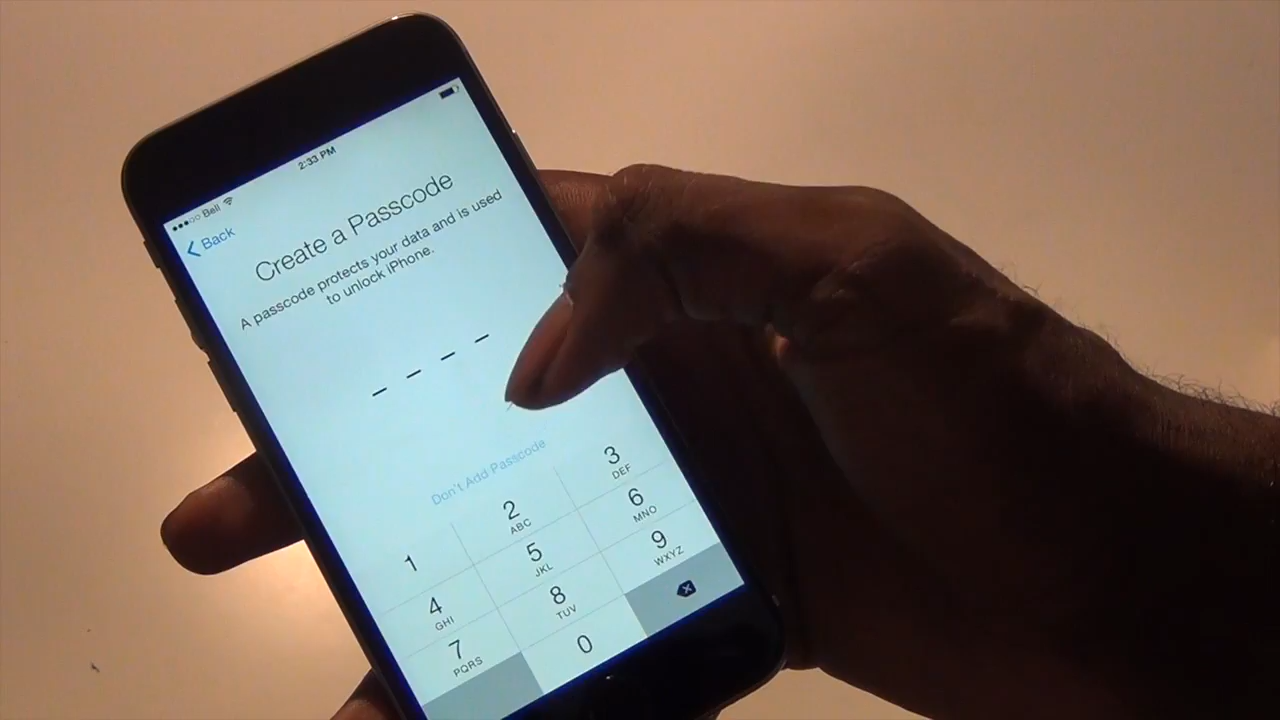 Bell 2:33 PM
Back
Create a Passcode
A passcode protects your data and is used
to unlock iPhone.
Don't Add Passcode
1 2 3
ABC DEF
4 5 6
GHI JKL MNO
7 8 9
PQRS TUV WXYZ
0